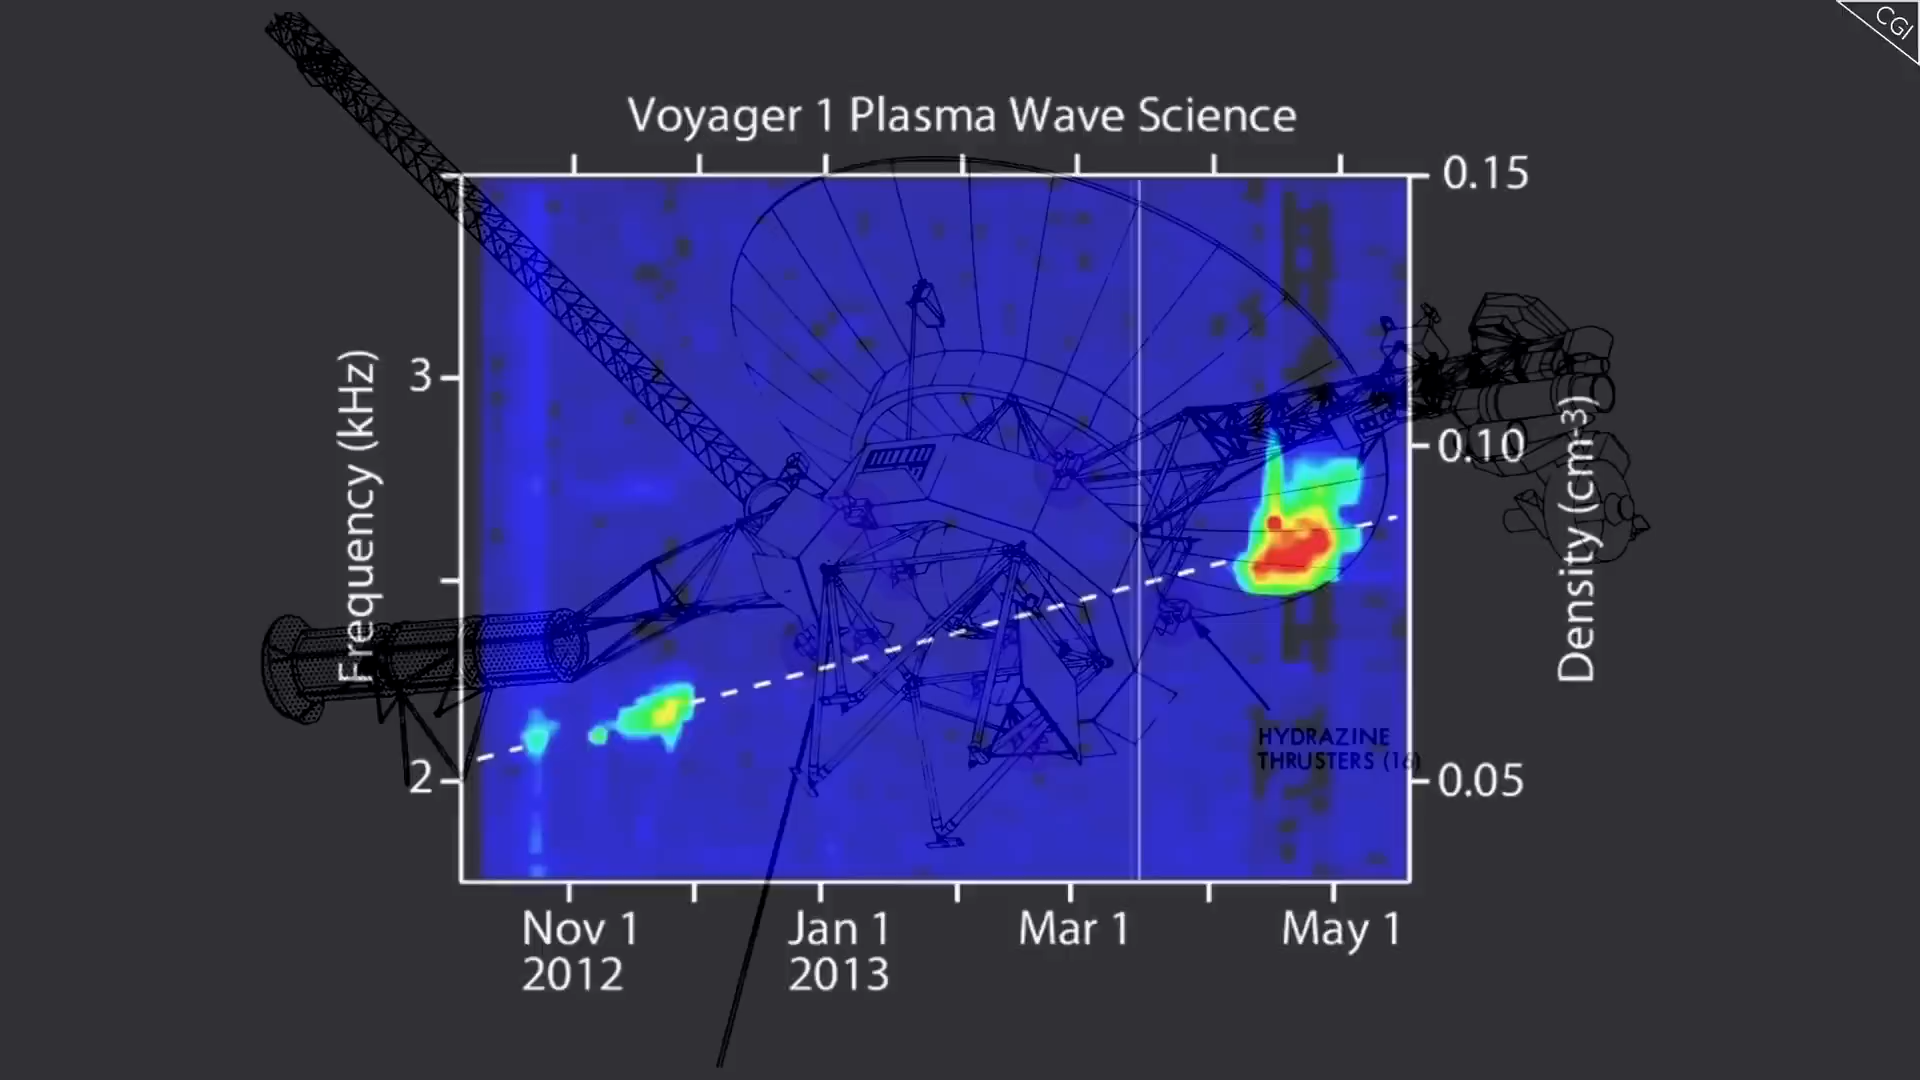 CGI
Voyager 1 Plasma Wave Science
0.15
3
0.10
Frequency (kHz)
Density (cm-3)
HYDRAZINE
THRUSTERS (16)
2
0.05
Nov 1
2012
Jan 1
2013
Mar 1
May 1